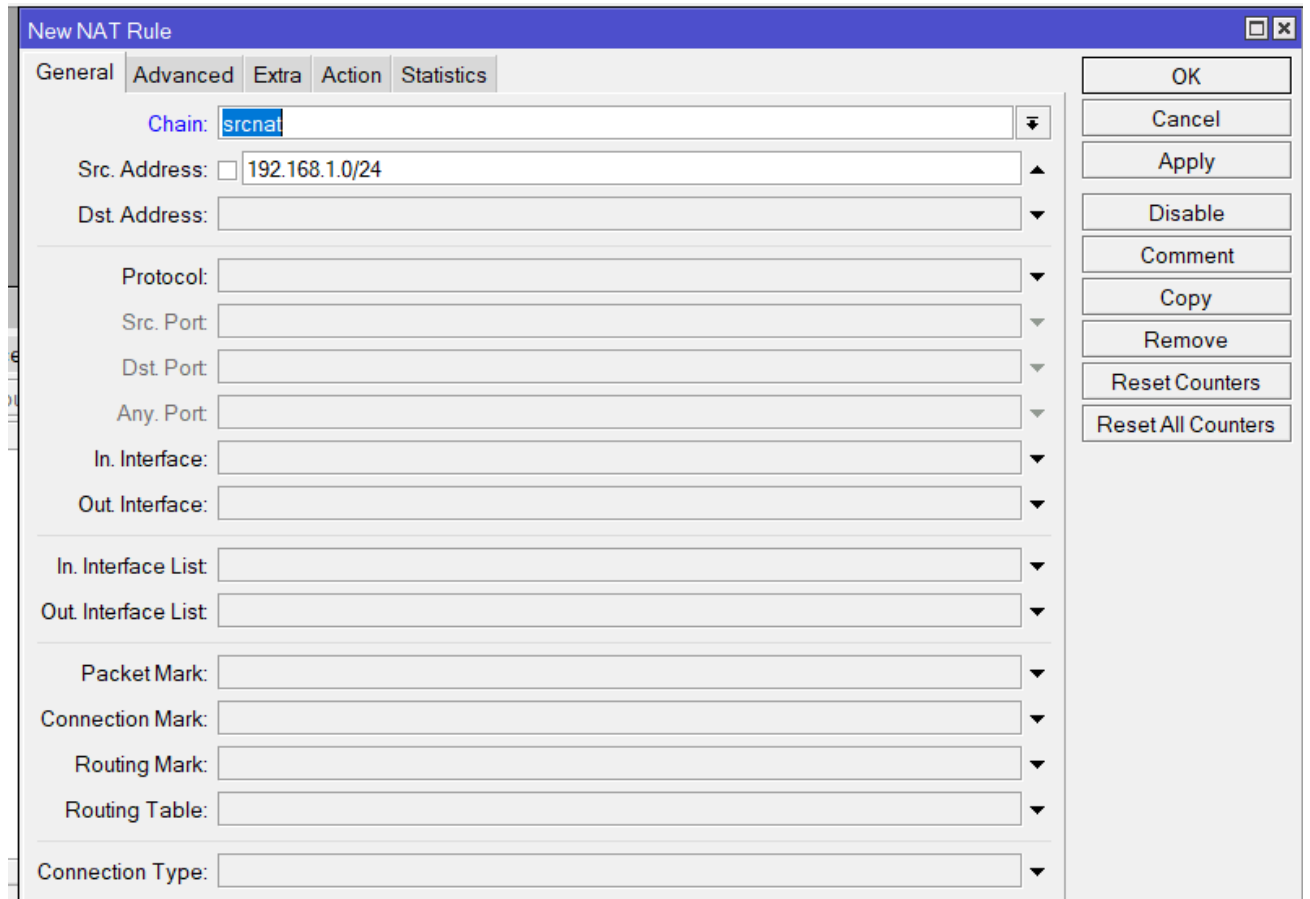 New NAT Rule
General Advanced Extra Action Statistics
Chain: srcnat
Src. Address: 192.168.1.0/24
Dst. Address:
Protocol:
Src. Port:
Dst. Port:
Any. Port:
In. Interface:
Out. Interface:
In. Interface List:
Out. Interface List:
Packet Mark:
Connection Mark:
Routing Mark:
Routing Table:
Connection Type:
OK
Cancel
Apply
Disable
Comment
Copy
Remove
Reset Counters
Reset All Counters